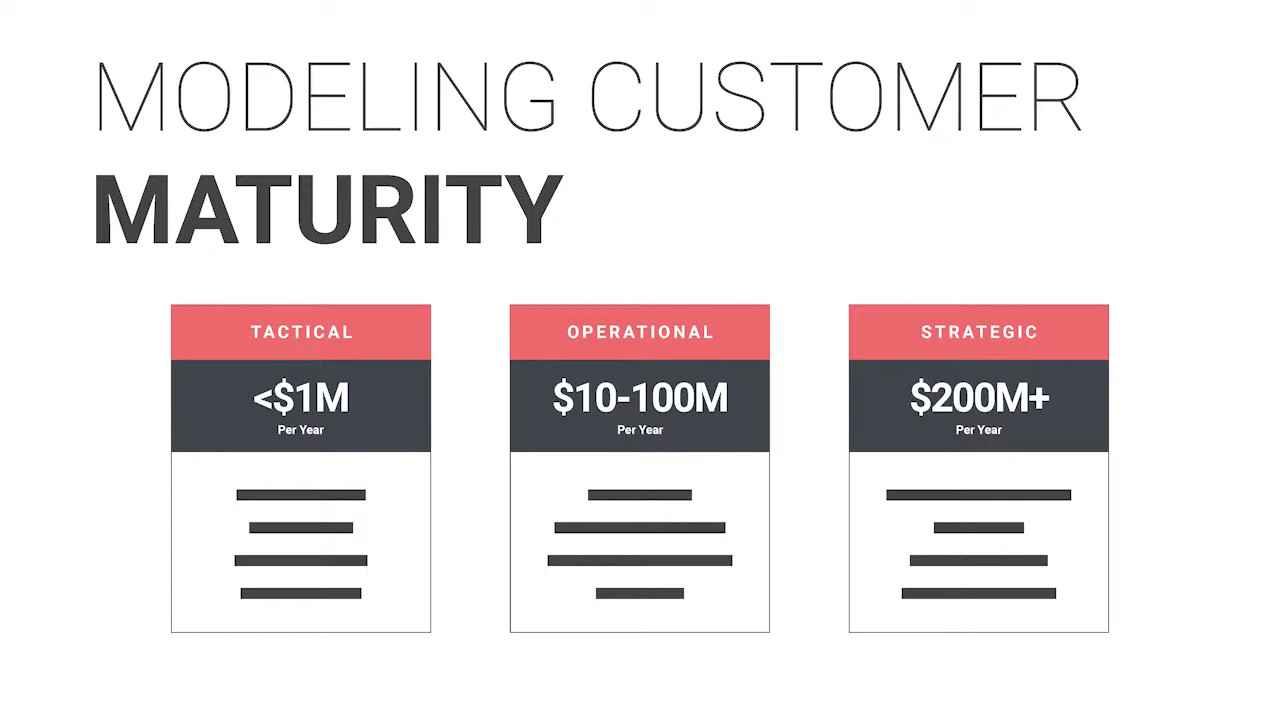 MODELING CUSTOMER
MATURITY
TACTICAL
<$1M
Per Year
OPERATIONAL
$10-100M
Per Year
STRATEGIC
$200M+
Per Year